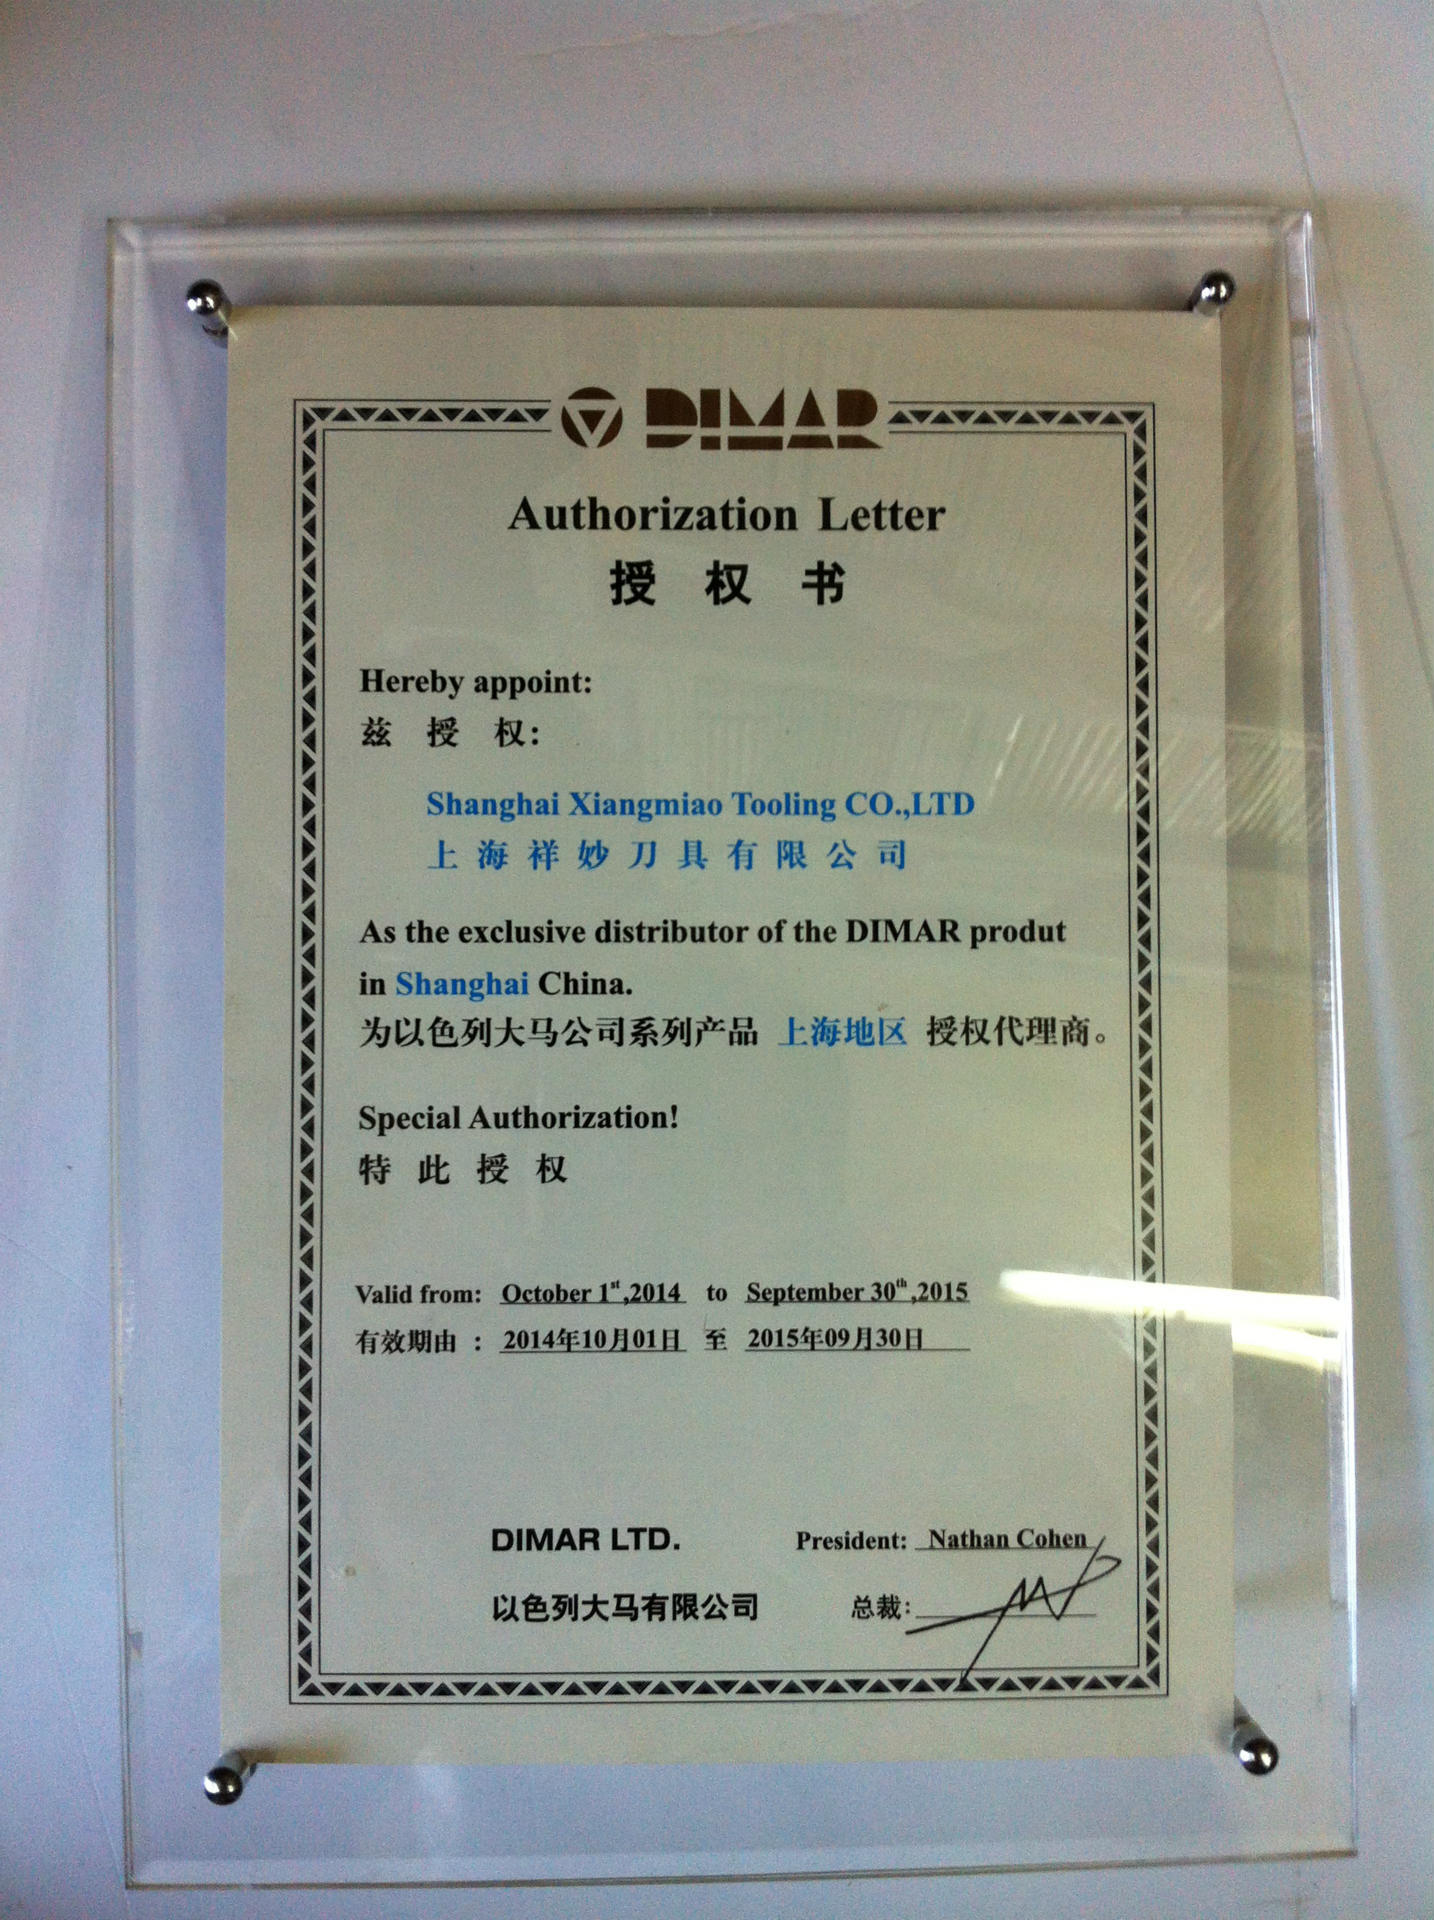 DIMAR
Authorization Letter
授权书
Hereby appoint:
兹授权:
Shanghai Xiangmiao Tooling CO.,LTD
上海祥妙刀具有限公司
As the exclusive distributor of the DIMAR produt
in Shanghai China.
为以色列大马公司系列产品 上海地区 授权代理商。
Special Authorization!
特此授权
Valid from: October 1st,2014 to September 30th,2015
有效期由: 2014年10月01日 至 2015年09月30日
DIMAR LTD. President: Nathan Cohen
以色列大马有限公司 总裁: